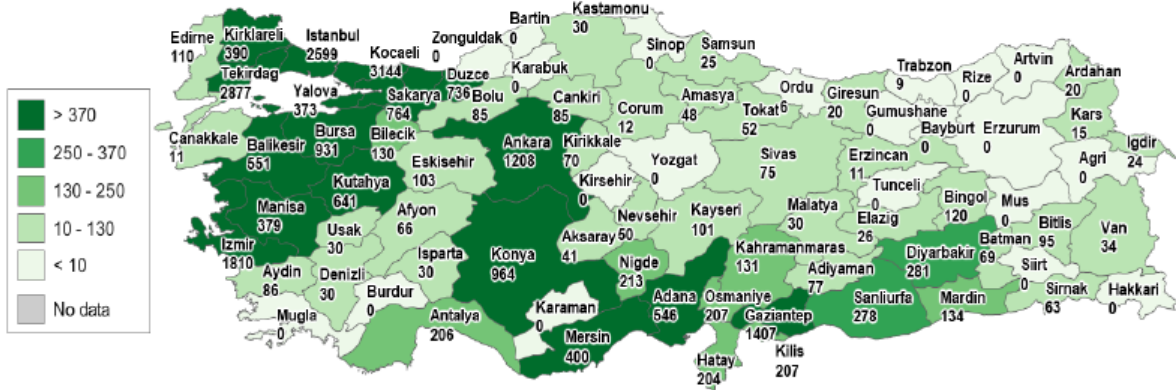 > 370
250 - 370
130 - 250
10 - 130
< 10
No data
Edirne
110
Kirklareli
390
Istanbul
2599
Tekirdag
2877
Kocaeli
3144
Yalova
373
Zonguldak
0
Bartin
0
Kastamonu
30
Karabuk
0
Duzce
736
Sakarya
764
Bolu
85
Cankiri
85
Sinop
0
Samsun
25
Corum
12
Amasya
48
Ordu
6
Tokat
52
Giresun
20
Trabzon
9
Gumushane
0
Rize
0
Artvin
0
Ardahan
20
Bayburt
0
Erzurum
0
Kars
15
Igdir
24
Agri
0
Canakkale
11
Balikesir
551
Bursa
931
Bilecik
130
Eskisehir
103
Ankara
1208
Kirikkale
70
Yozgat
0
Kirsehir
0
Sivas
75
Erzincan
11
Tunceli
0
Bingol
120
Mus
0
Bitlis
95
Van
34
Kutahya
641
Manisa
379
Usak
30
Afyon
66
Izmir
1810
Aydin
86
Denizli
30
Isparta
30
Burdur
0
Mugla
0
Antalya
206
Konya
964
Aksaray
41
Nevsehir
50
Kayseri
101
Nigde
213
Karaman
0
Mersin
400
Adana
546
Malatya
30
Elazig
26
Kahramanmaras
131
Adiyaman
77
Osmaniye
207
Gaziantep
1407
Hatay
204
Kilis
207
Diyarbakir
281
Sanliurfa
278
Mardin
134
Batman
69
Siirt
0
Sirnak
63
Hakkari
0